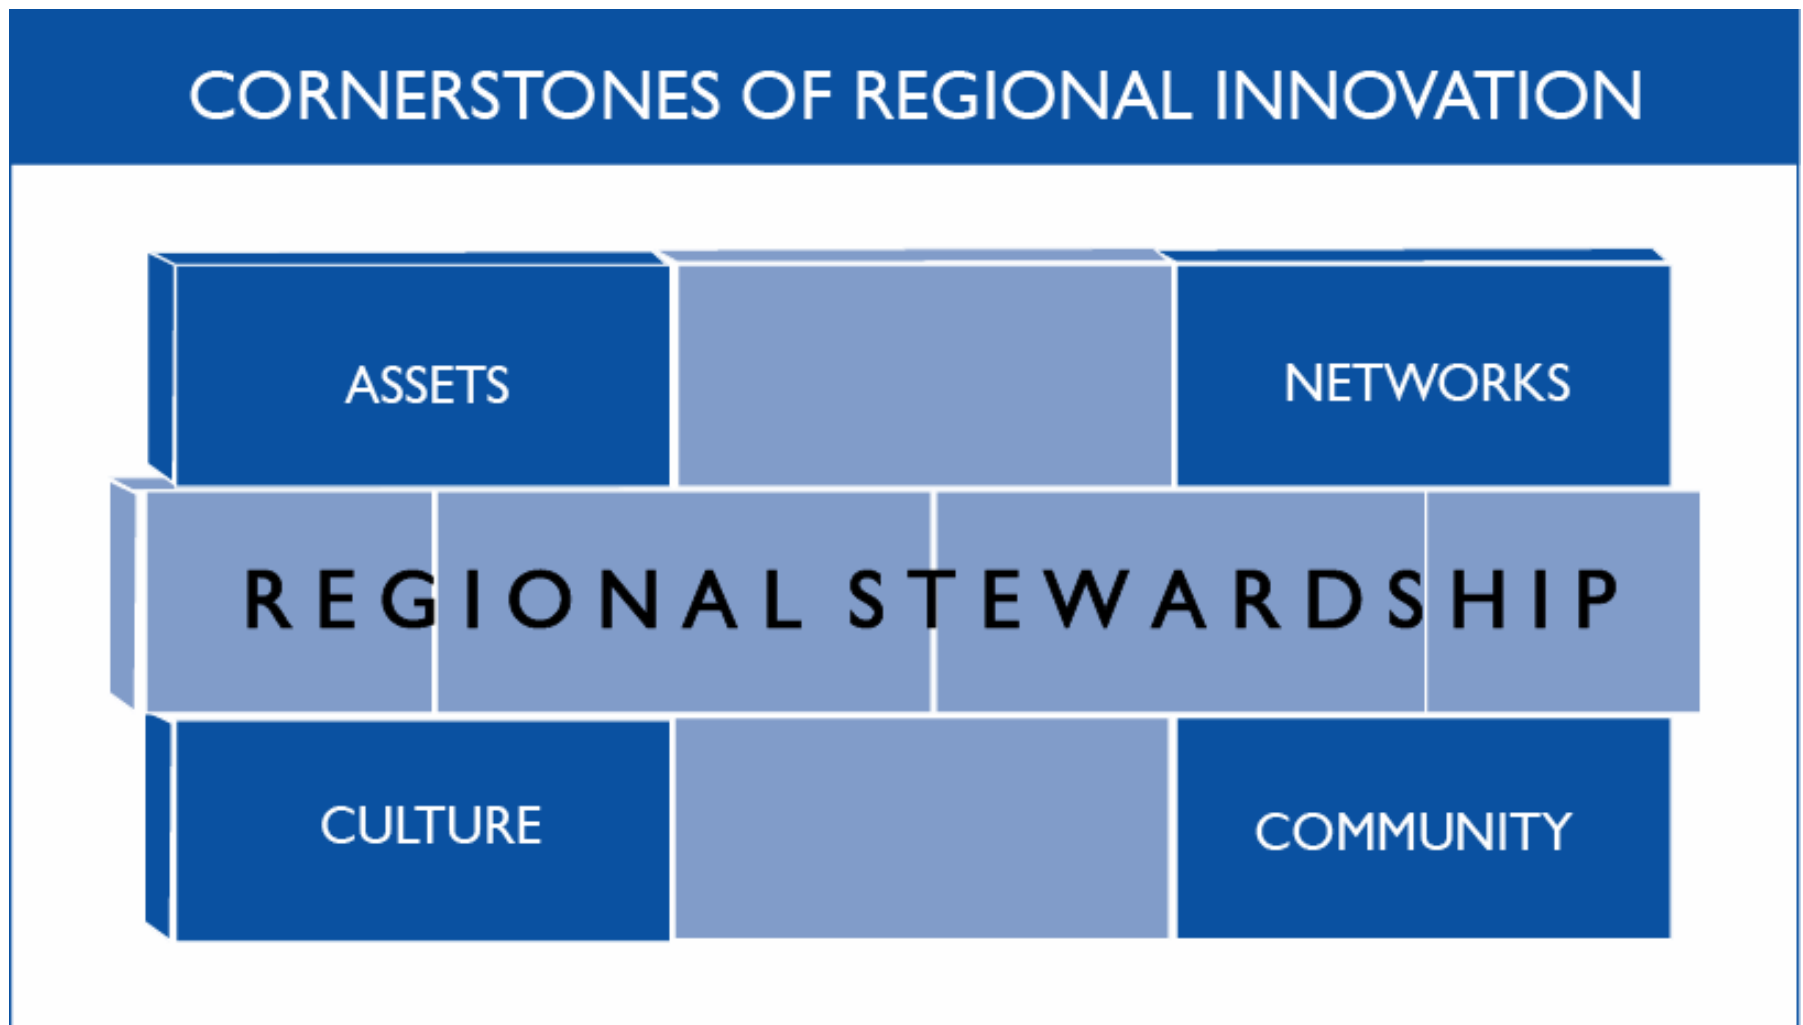 CORNERSTONES OF REGIONAL INNOVATION
ASSETS
NETWORKS
REGIONAL STEWARDSHIP
CULTURE
COMMUNITY